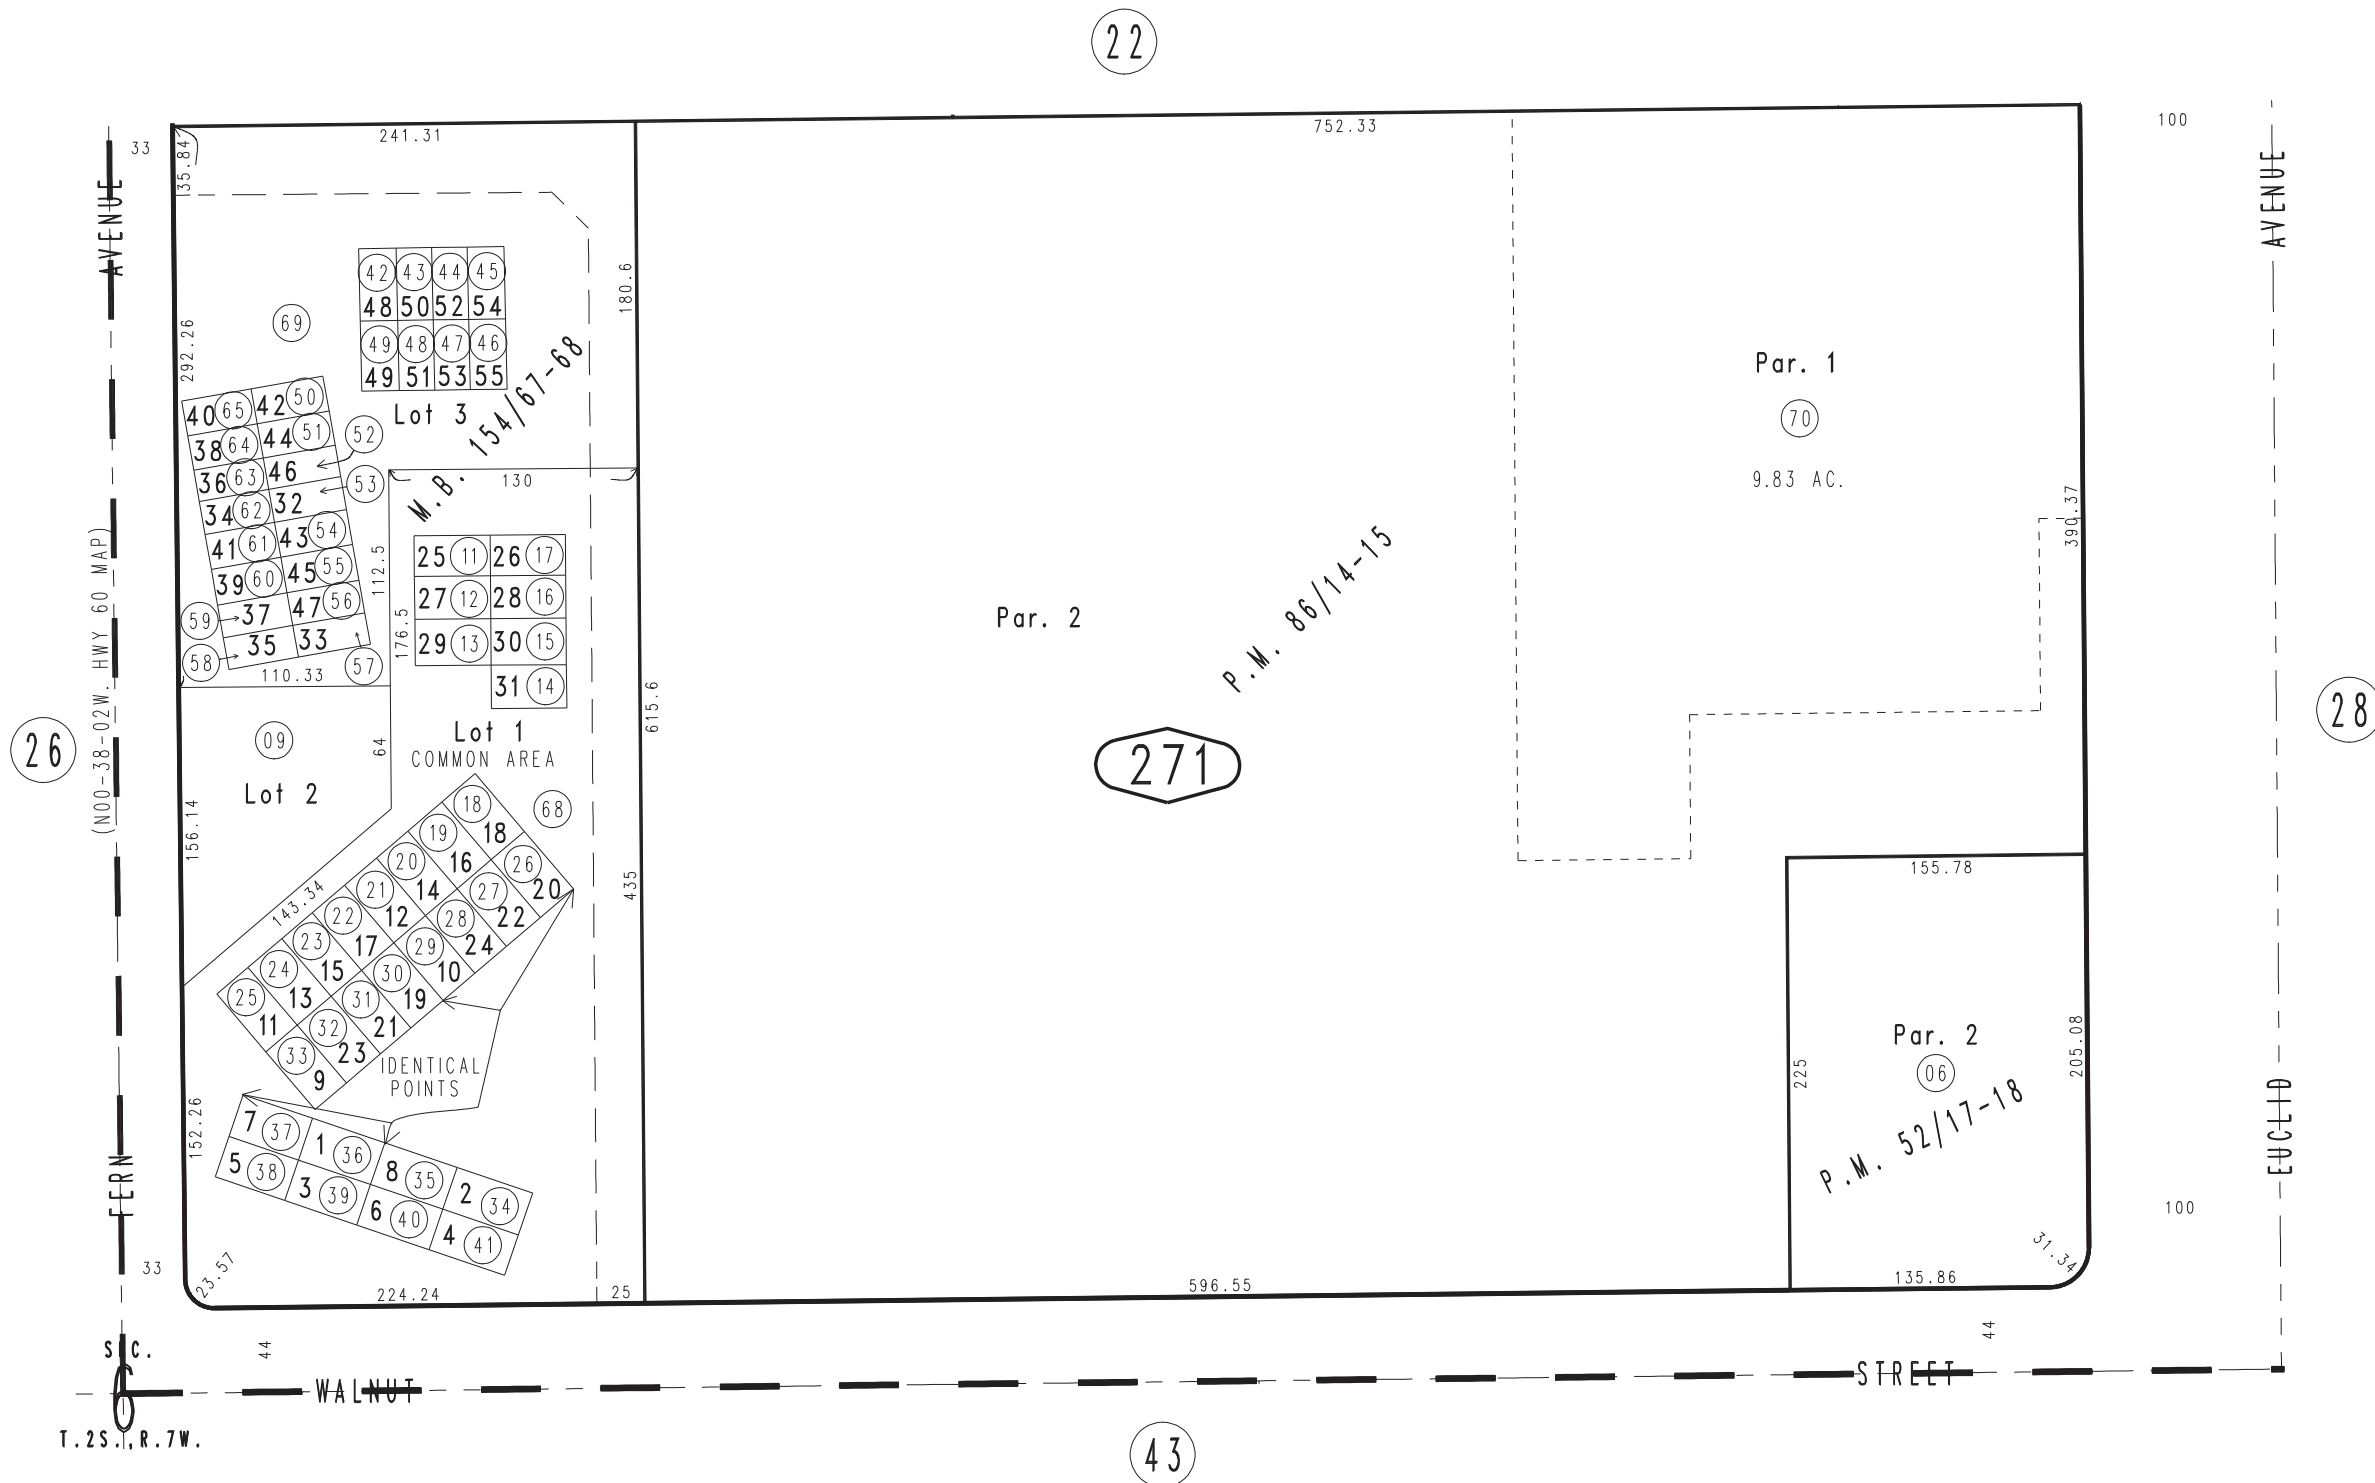 22
241.31
752.33
100
33
35.84
AVENUE
AVENUE
42 43 44 45
48 50 52 54
49 48 47 46
49 51 53 55
Lot 3
69
180.6
292.26
M.B. 154/67-68
40 65 42 50
38 64 44 51
52
36 63 46
53
34 62 32
41 61 43 54
39 60 45 55
59
37 47 56
58
35 33
57
110.33
130
112.5
176.5
25 11 26 17
27 12 28 16
29 13 30 15
31 14
Lot 1
COMMON AREA
68
615.6
435
Par. 1
70
9.83 AC.
390.37
Par. 2
P.M. 86/14-15
271
26
(N00-38-02W. HWY 60 MAP)
28
09
Lot 2
64
156.14
143.34
18 18
19 16
20 14
21 12
22 17
23 15
24 13
25 11
26 20
27 22
28 24
29 10
30 19
31 21
32 23
33 9
IDENTICAL
POINTS
7 37 1 36 8 35 2 34
5 38 3 39 6 40 4 41
152.26
155.78
225
Par. 2
06
P.M. 52/17-18
205.08
FERN
EUCLID
100
33
23.57
224.24
25
596.55
135.86
31.34
44
44
S.C.
6
WALNUT
STREET
T.2S.,R.7W.
43